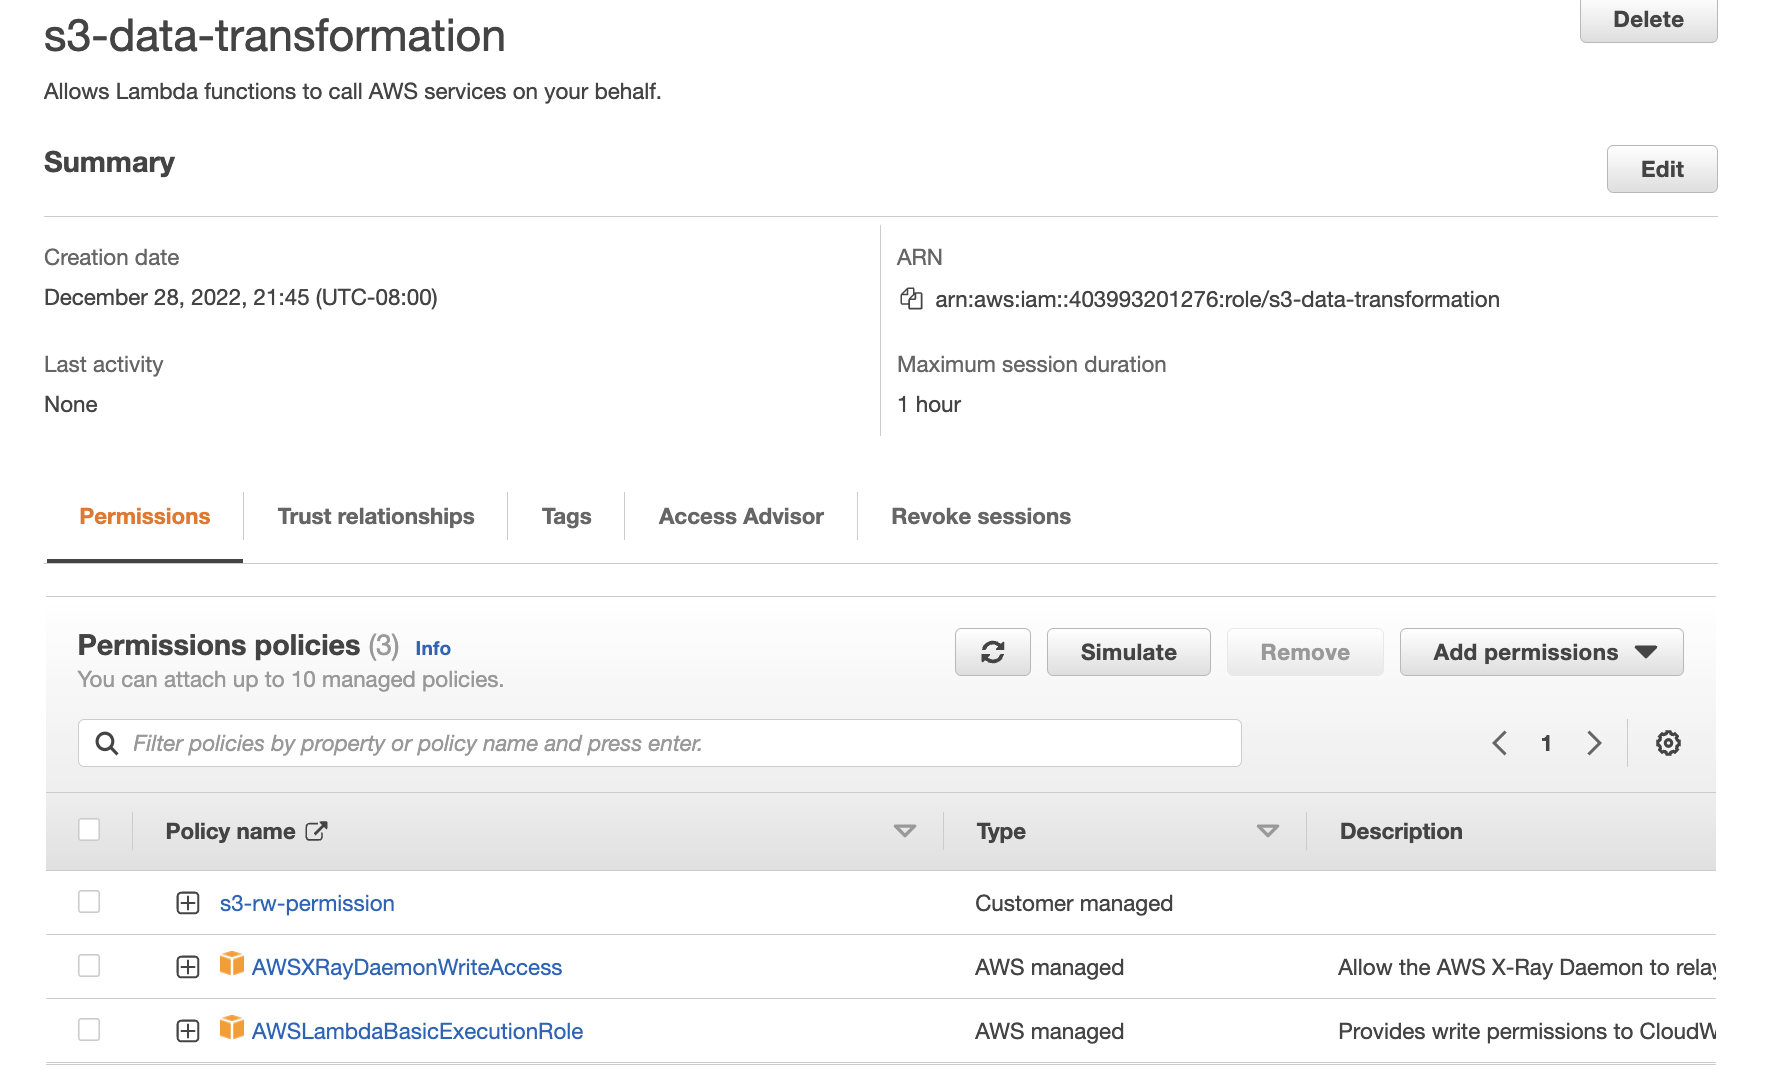 s3-data-transformation
Delete
Allows Lambda functions to call AWS services on your behalf.
Summary
Edit
Creation date
December 28, 2022, 21:45 (UTC-08:00)
ARN
arn:aws:iam::403993201276:role/s3-data-transformation
Last activity
None
Maximum session duration
1 hour
Permissions
Trust relationships
Tags
Access Advisor
Revoke sessions
Permissions policies (3) Info
You can attach up to 10 managed policies.
Simulate
Remove
Add permissions
Filter policies by property or policy name and press enter.
1
Policy name
Type
Description
s3-rw-permission
Customer managed
AWSXRayDaemonWriteAccess
AWS managed
Allow the AWS X-Ray Daemon to relay
AWSLambdaBasicExecutionRole
AWS managed
Provides write permissions to CloudW